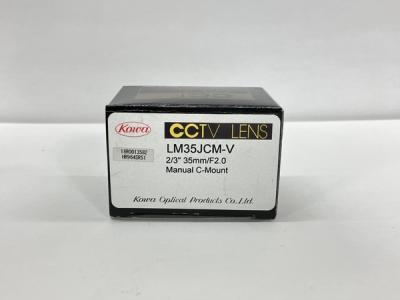 Kowa
CCTV LENS
LM35JCM-V
2/3" 35mm/F2.0
Manual C-Mount
Kowa Optical Products Co.,Ltd.